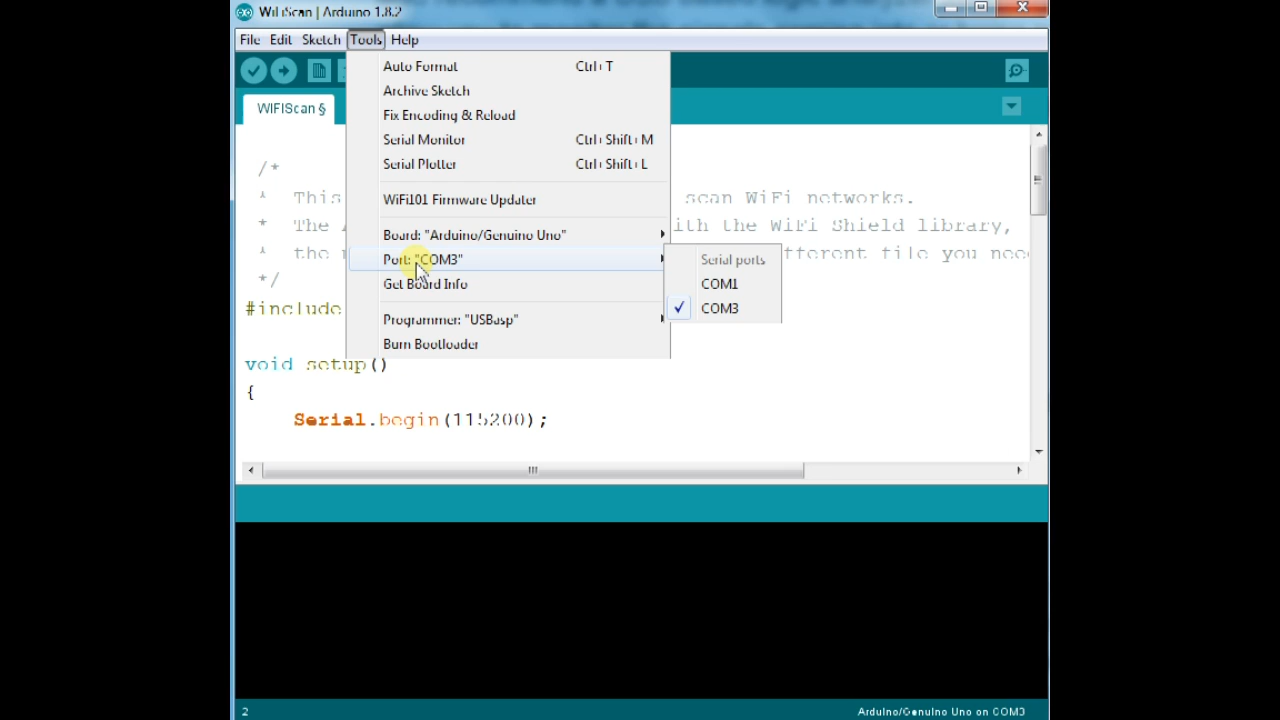 WiFiScan | Arduino 1.8.2
File Edit Sketch Tools Help
Auto Format Ctrl+T
Archive Sketch
Fix Encoding & Reload
Serial Monitor Ctrl+Shift+M
Serial Plotter Ctrl+Shift+L
WiFi101 Firmware Updater
Board: "Arduino/Genuino Uno"
Port: "COM3"
Get Board Info
Programmer: "USBasp"
Burn Bootloader
Serial ports
COM1
COM3
WIFIScan §
/*
* This scan WiFi networks.
* The A ith the WiFi Shield library,
* the fferent file you nee
*/
#include
void setup()
{
Serial.begin(115200);
2 Arduino/Genuino Uno on COM3